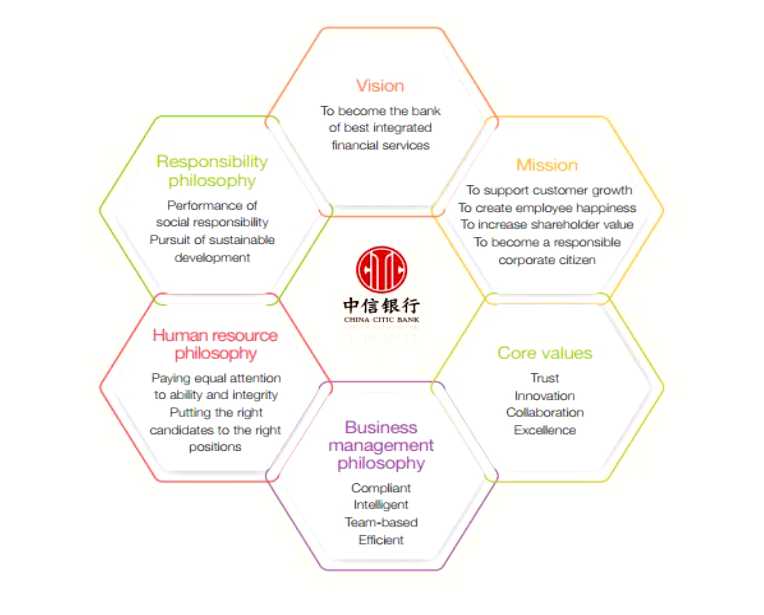 Vision
To become the bank
of best integrated
financial services
Mission
To support customer growth
To create employee happiness
To increase shareholder value
To become a responsible
corporate citizen
Core values
Trust
Innovation
Collaboration
Excellence
Business
management
philosophy
Compliant
Intelligent
Team-based
Efficient
Human resource
philosophy
Paying equal attention
to ability and integrity
Putting the right
candidates to the right
positions
Responsibility
philosophy
Performance of
social responsibility
Pursuit of sustainable
development
中信银行
CHINA CITIC BANK